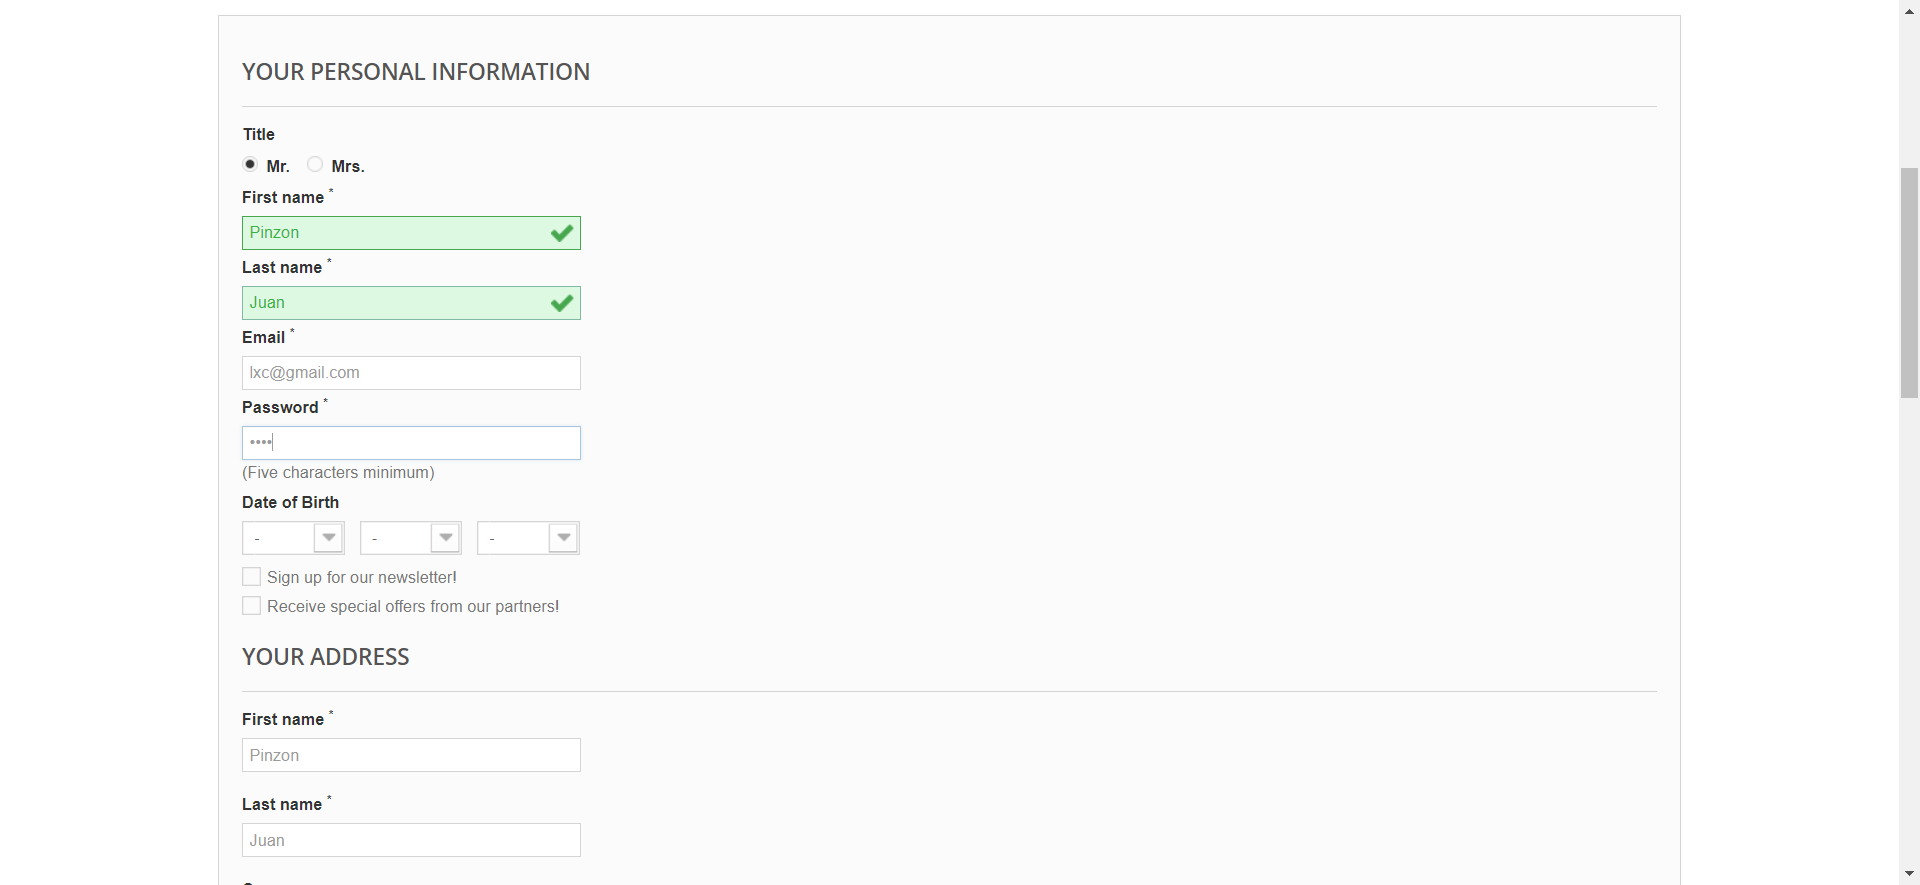 YOUR PERSONAL INFORMATION
Title
Mr. Mrs.
First name *
Pinzon
Last name *
Juan
Email *
lxc@gmail.com
Password *
••••
(Five characters minimum)
Date of Birth
- - -
Sign up for our newsletter!
Receive special offers from our partners!
YOUR ADDRESS
First name *
Pinzon
Last name *
Juan